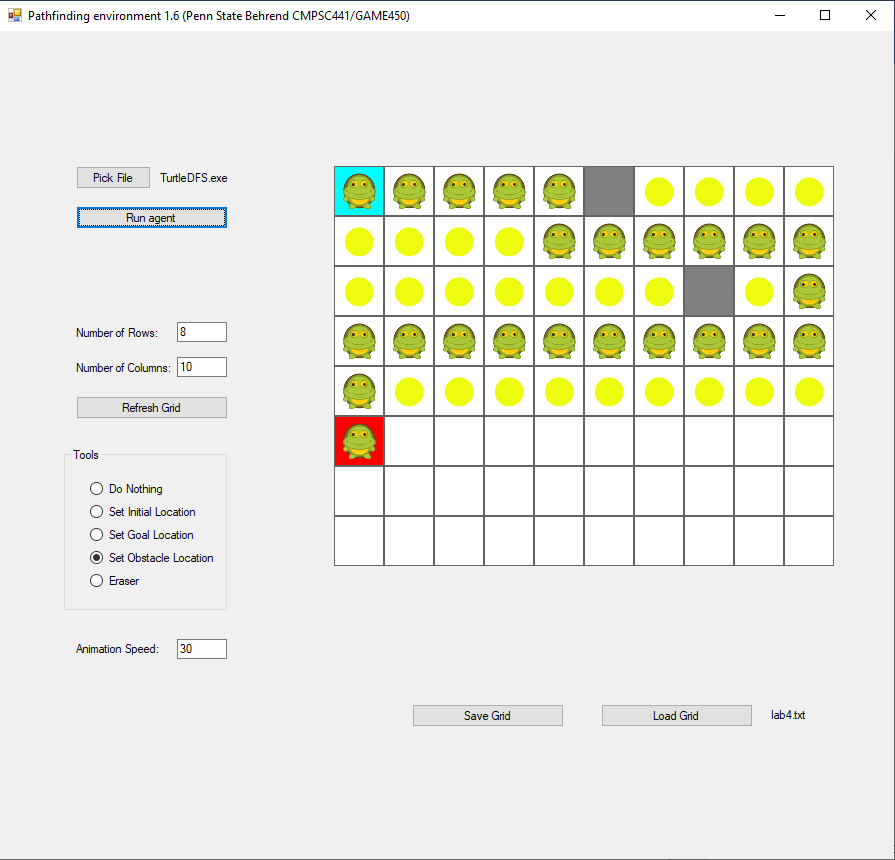 Pathfinding environment 1.6 (Penn State Behrend CMPSC441/GAME450)
Pick File
TurtleDFS.exe
Run agent
Number of Rows:
8
Number of Columns:
10
Refresh Grid
Tools
Do Nothing
Set Initial Location
Set Goal Location
Set Obstacle Location
Eraser
Animation Speed:
30
Save Grid
Load Grid
lab4.txt